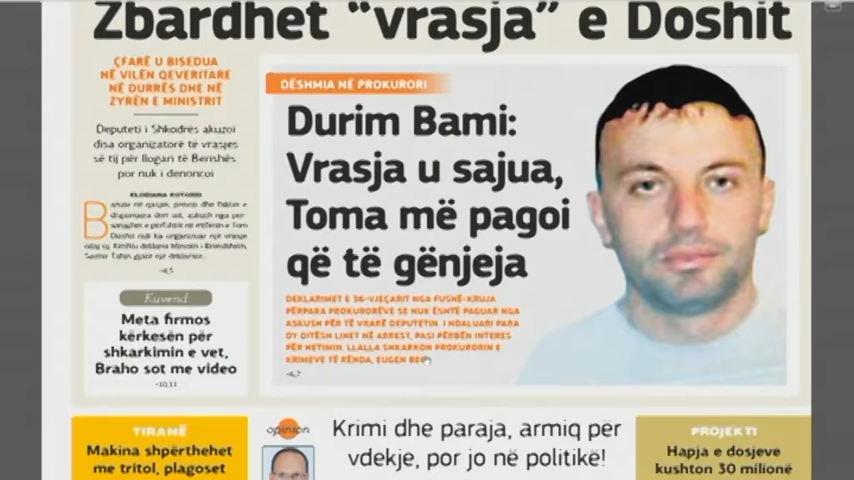 Zbardhet “vrasja” e Doshit
ÇFARË U BISEDUA
NË VILËN QEVERITARE
NË DURRËS DHE NË
ZYRËN E MINISTRIT
Deputeti i Shkodrës akuzoi
disa organizatorë të vrasjes
së tij për llogari të Berishës
por nuk i denoncoi
DËSHMIA NË PROKURORI
Durim Bami:
Vrasja u sajua,
Toma më pagoi
që të gënjeja
DEKLARIMET E 36-VJEÇARIT NGA FUSHË-KRUJA
PËRPARA PROKURORËVE SE NUK ËSHTË PAGUAR NGA
ASKUSH PËR TË VRARË DEPUTETIN. I NDALUARI PARA
DY DITËSH LIHET NË ARREST, PASI PËRBËN INTERES
PËR HETIMIN. LLALLA SHKARKON PROKURORIN E
KRIMEVE TË RËNDA, EUGEN
Kuvend
Meta firmos
kërkesën për
shkarkimin e vet,
Braho sot me video
TIRANË
Makina shpërthehet
me tritol, plagoset
opinion
Krimi dhe paraja, armiq për
vdekje, por jo në politikë!
PROJEKTI
Hapja e dosjeve
kushton 30 milionë